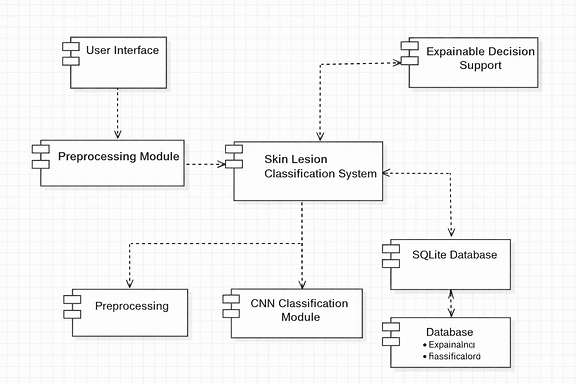 User Interface
Expainable Decision
Support
Preprocessing Module
Skin Lesion
Classification System
SQLite Database
Preprocessing
CNN Classification
Module
Database